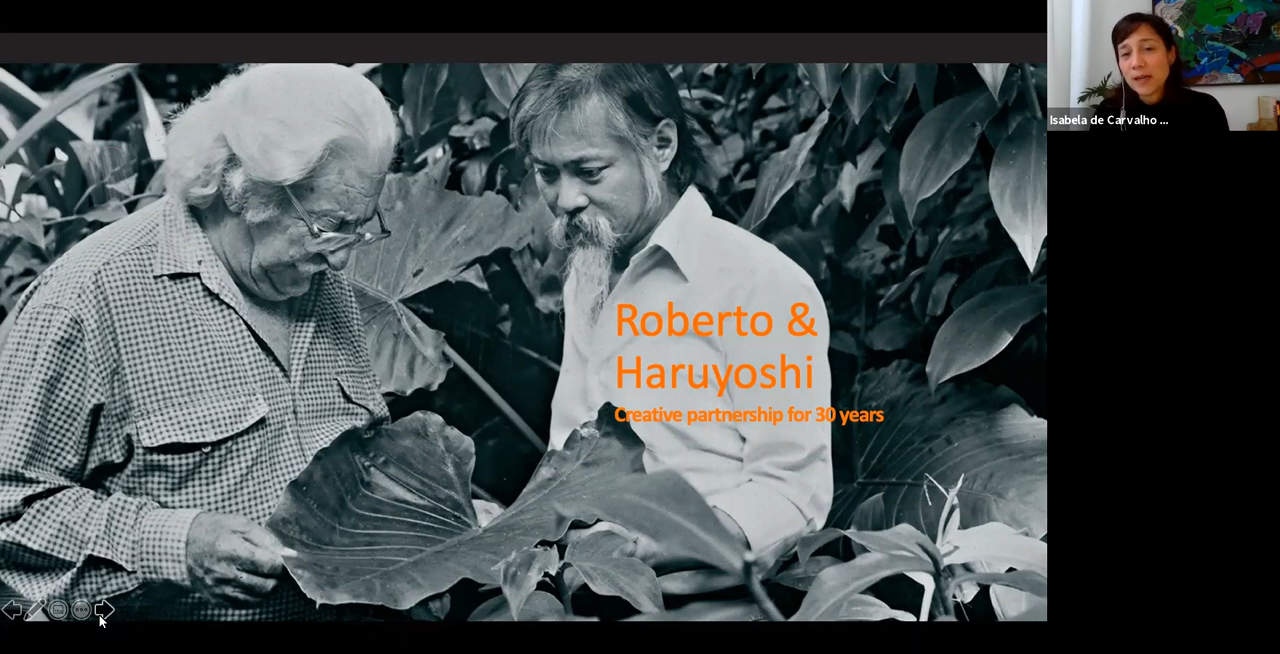 Isabela de Carvalho ...
Roberto &
Haruyoshi
Creative partnership for 30 years